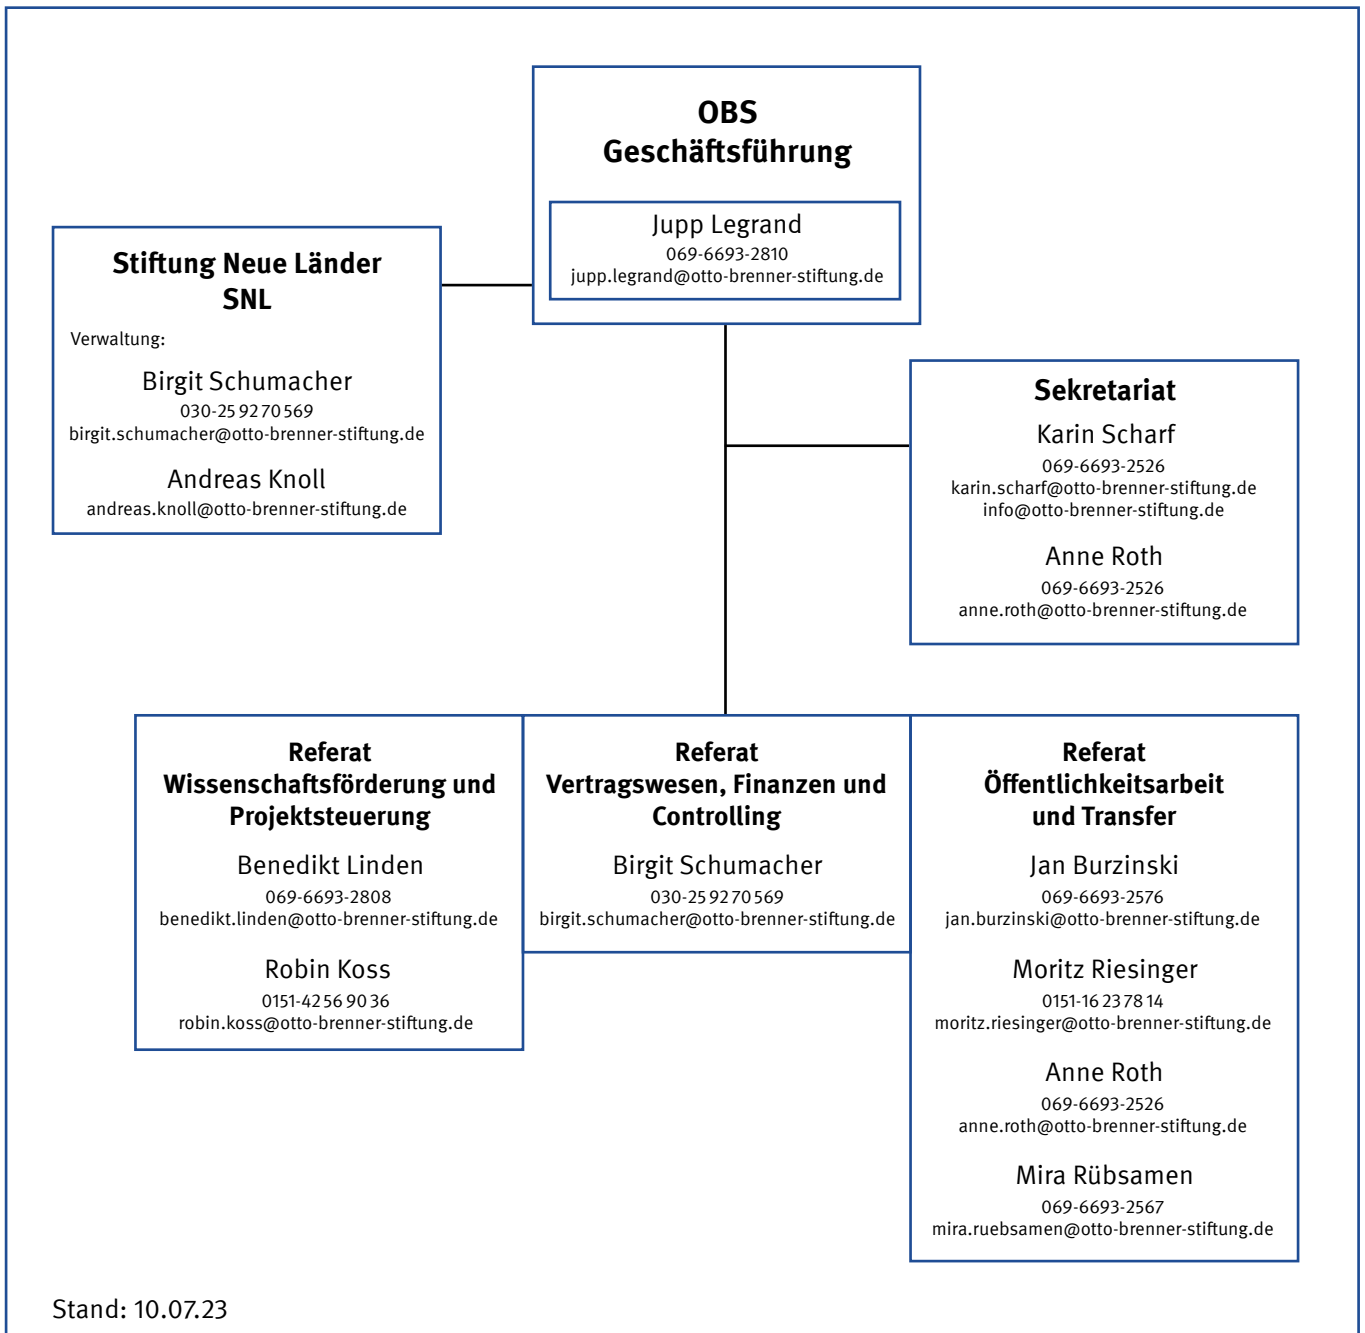 OBS
Geschäftsführung
Jupp Legrand
069-6693-2810
jupp.legrand@otto-brenner-stiftung.de
Stiftung Neue Länder
SNL
Verwaltung:
Birgit Schumacher
030-25 92 70 569
birgit.schumacher@otto-brenner-stiftung.de
Andreas Knoll
andreas.knoll@otto-brenner-stiftung.de
Sekretariat
Karin Scharf
069-6693-2526
karin.scharf@otto-brenner-stiftung.de
info@otto-brenner-stiftung.de
Anne Roth
069-6693-2526
anne.roth@otto-brenner-stiftung.de
Referat
Wissenschaftsförderung und
Projektsteuerung
Benedikt Linden
069-6693-2808
benedikt.linden@otto-brenner-stiftung.de
Robin Koss
0151-42 56 90 36
robin.koss@otto-brenner-stiftung.de
Referat
Vertragswesen, Finanzen und
Controlling
Birgit Schumacher
030-25 92 70 569
birgit.schumacher@otto-brenner-stiftung.de
Referat
Öffentlichkeitsarbeit
und Transfer
Jan Burzinski
069-6693-2576
jan.burzinski@otto-brenner-stiftung.de
Moritz Riesinger
0151-16 23 78 14
moritz.riesinger@otto-brenner-stiftung.de
Anne Roth
069-6693-2526
anne.roth@otto-brenner-stiftung.de
Mira Rübsamen
069-6693-2567
mira.ruebsamen@otto-brenner-stiftung.de
Stand: 10.07.23